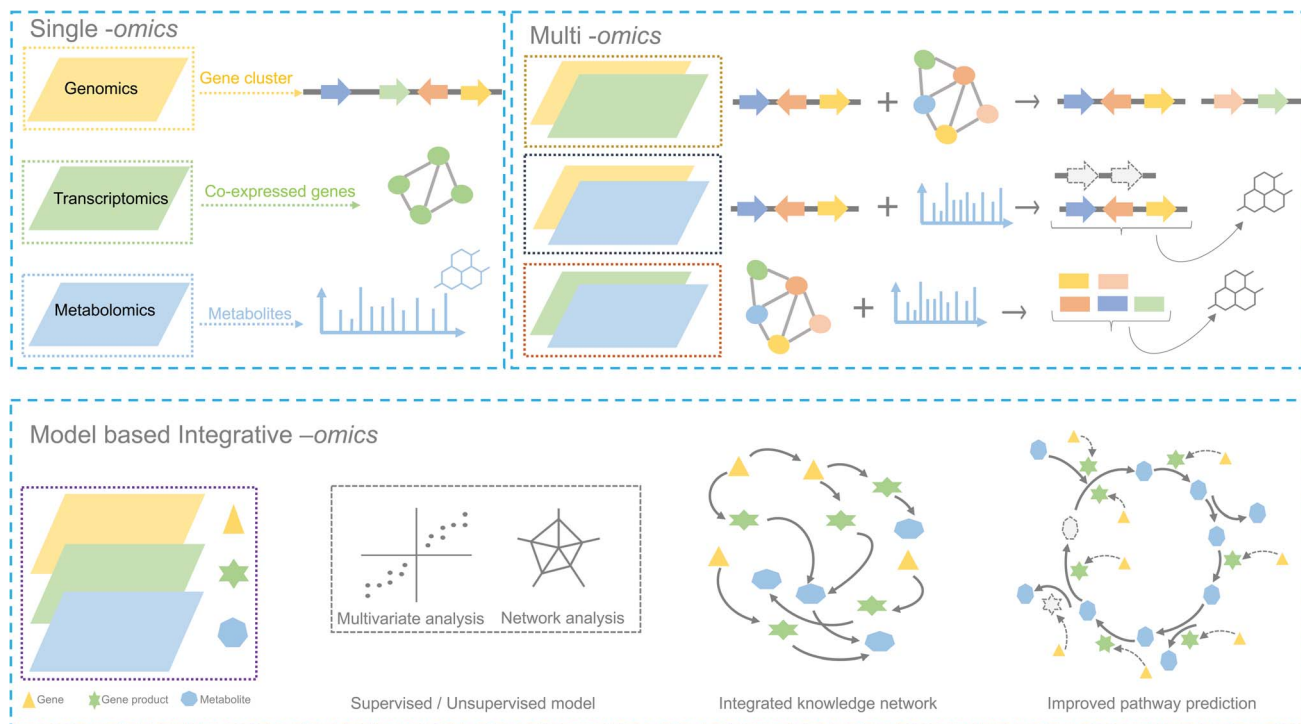 Single -omics
Genomics
Gene cluster
Transcriptomics
Co-expressed genes
Metabolomics
Metabolites
Multi -omics
Model based Integrative –omics
Multivariate analysis
Network analysis
Gene
Gene product
Metabolite
Supervised / Unsupervised model
Integrated knowledge network
Improved pathway prediction